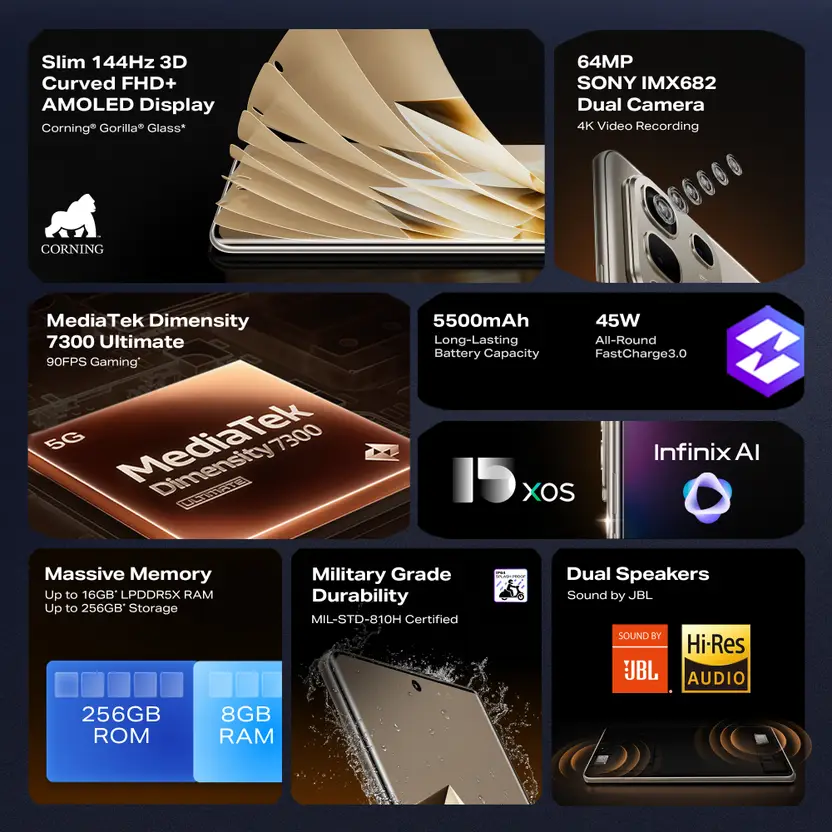 Slim 144Hz 3D
Curved FHD+
AMOLED Display
Corning® Gorilla® Glass*
CORNING
64MP
SONY IMX682
Dual Camera
4K Video Recording
MediaTek Dimensity
7300 Ultimate
90FPS Gaming*
5G
MediaTek
Dimensity 7300
ULTIMATE
5500mAh
Long-Lasting
Battery Capacity
45W
All-Round
FastCharge3.0
15 XOS
Infinix AI
Massive Memory
Up to 16GB* LPDDR5X RAM
Up to 256GB* Storage
256GB
ROM
8GB
RAM
Military Grade
Durability
MIL-STD-810H Certified
SPLASH PROOF
Dual Speakers
Sound by JBL
SOUND BY
JBL
Hi-Res
AUDIO